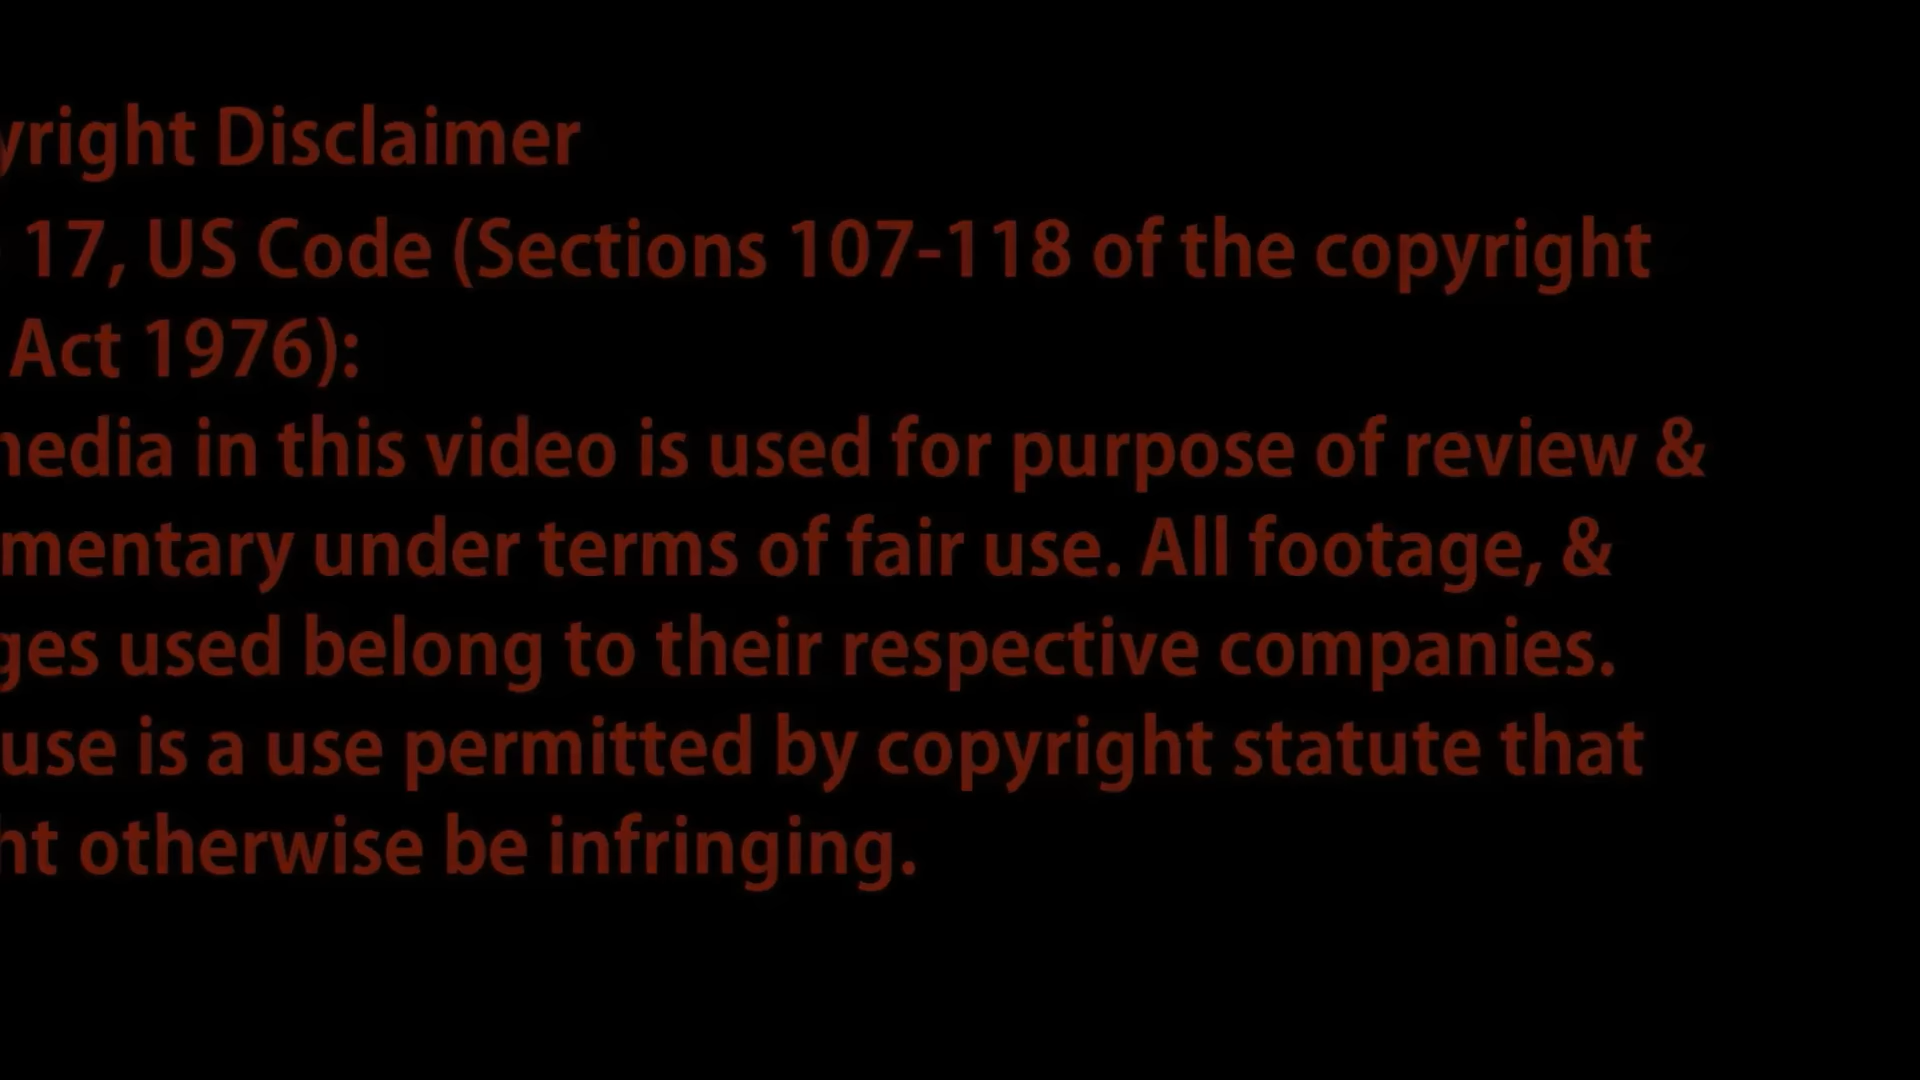 yright Disclaimer
17, US Code (Sections 107-118 of the copyright
Act 1976):
media in this video is used for purpose of review &
mentary under terms of fair use. All footage, &
ges used belong to their respective companies.
use is a use permitted by copyright statute that
ht otherwise be infringing.